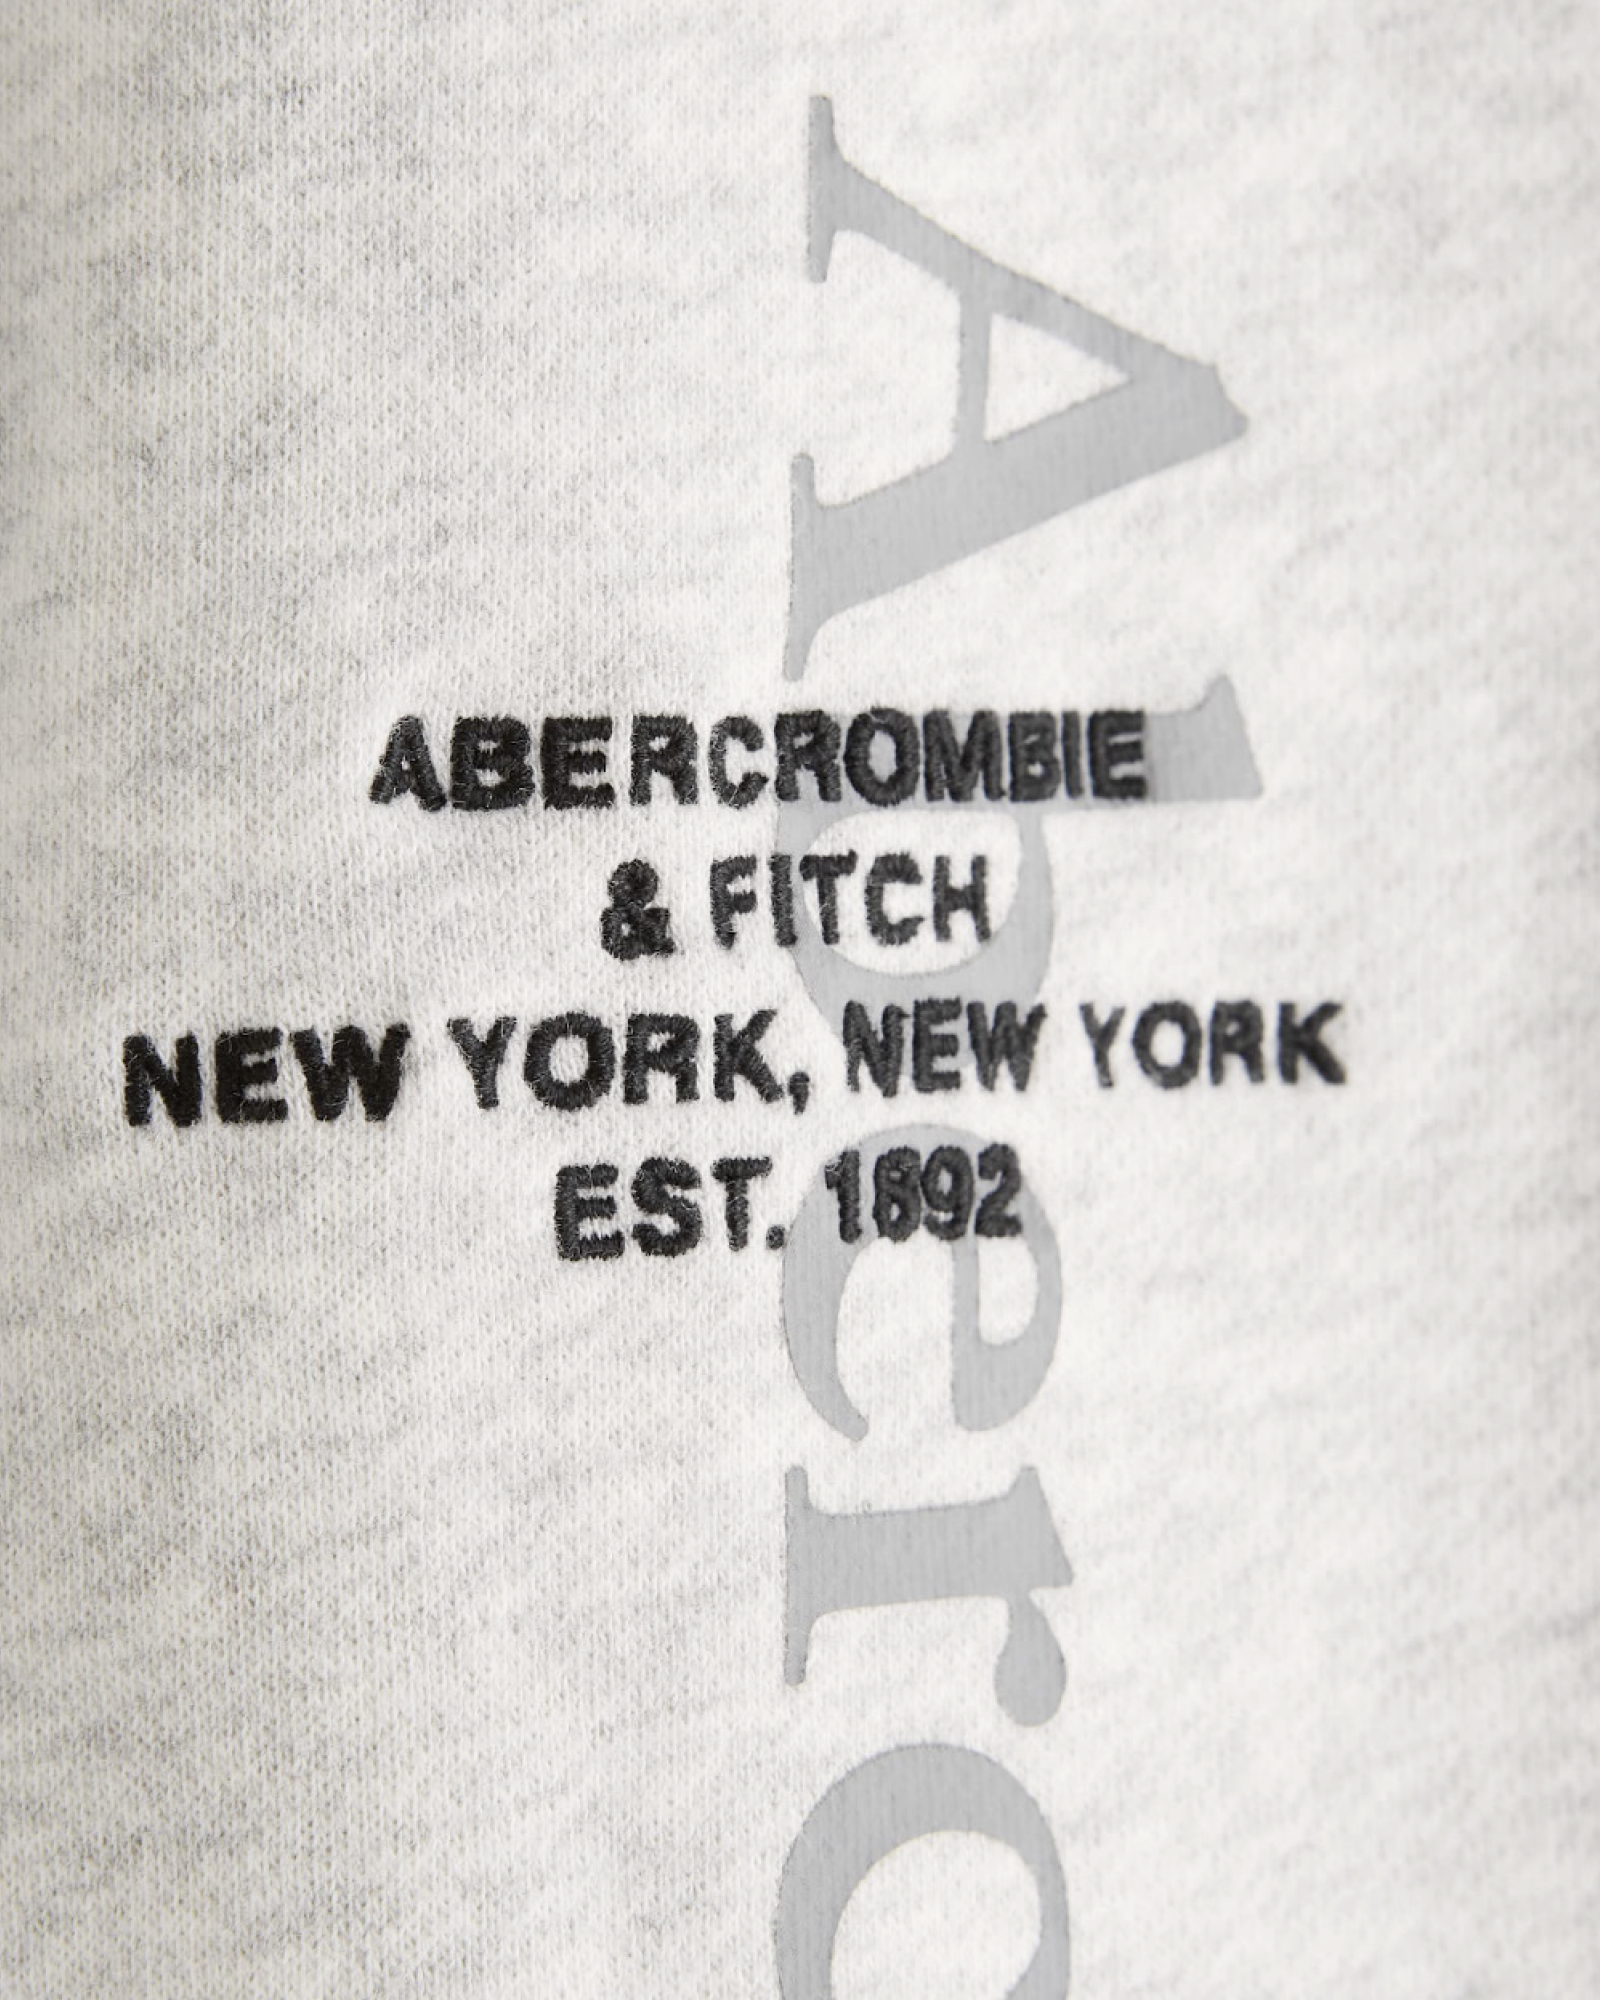 ABERCROMBIE
& FITCH
NEW YORK, NEW YORK
EST. 1892
Aberc